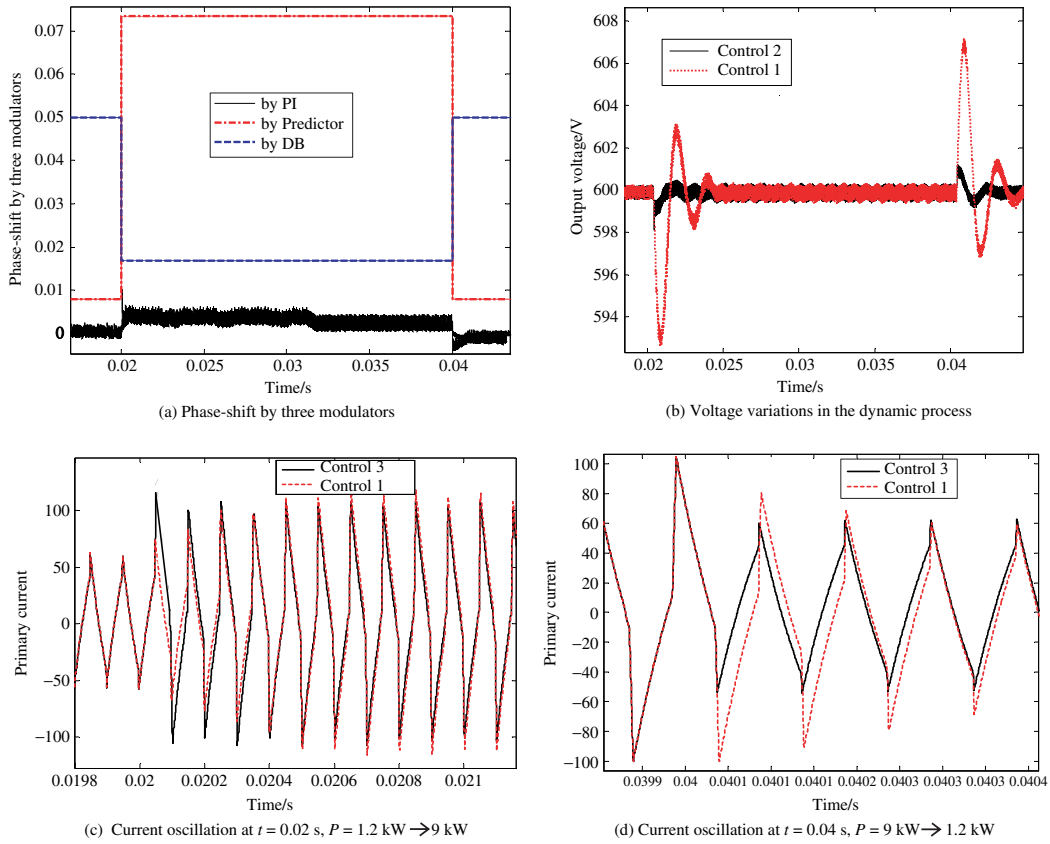 0.07
0.06
0.05
0.04
0.03
0.02
0.01
0
Phase-shift by three modulators
by PI
by Predictor
by DB
0.02 0.025 0.03 0.035 0.04
Time/s
(a) Phase-shift by three modulators
608
606
604
602
600
598
596
594
Output voltage/V
Control 2
Control 1
0.02 0.025 0.03 0.035 0.04
Time/s
(b) Voltage variations in the dynamic process
100
50
0
−50
−100
Primary current
Control 3
Control 1
0.0198 0.02 0.0202 0.0204 0.0206 0.0208 0.021
Time/s
(c) Current oscillation at t = 0.02 s, P = 1.2 kW → 9 kW
100
80
60
40
20
0
−20
−40
−60
−80
−100
Primary current
Control 3
Control 1
0.0399 0.04 0.0401 0.0401 0.0401 0.0402 0.0403 0.0403 0.0403 0.0404
Time/s
(d) Current oscillation at t = 0.04 s, P = 9 kW → 1.2 kW